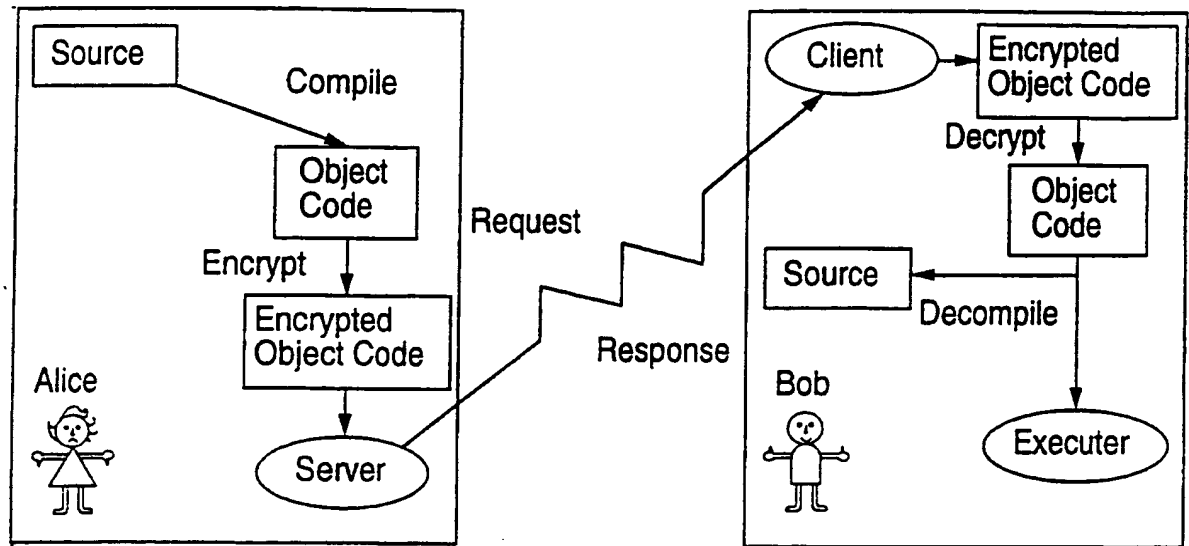 Source
Compile
Object
Code
Encrypt
Encrypted
Object Code
Alice
Server
Request
Response
Client
Encrypted
Object Code
Decrypt
Object
Code
Source
Decompile
Bob
Executer